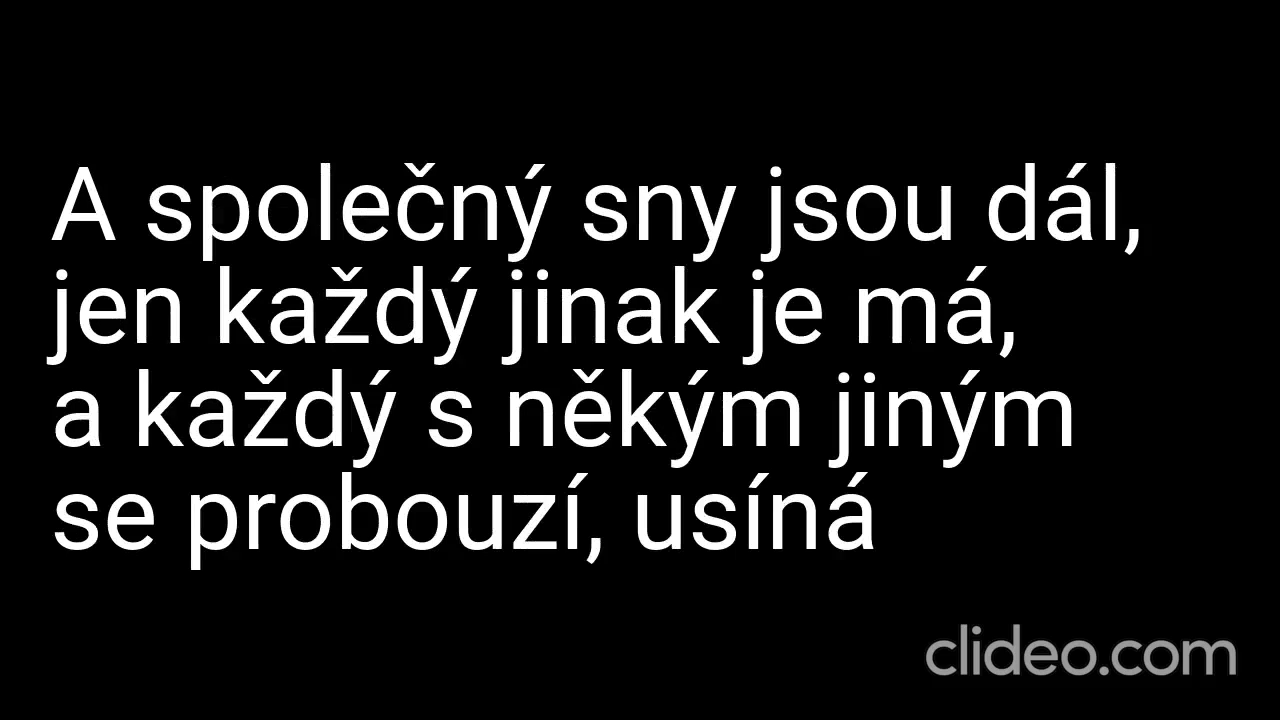 A společný sny jsou dál,
jen každý jinak je má,
a každý s někým jiným
se probouzí, usíná
clideo.com